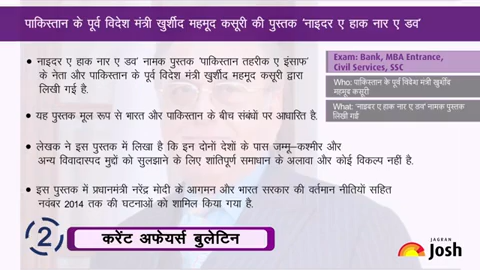 पाकिस्तान के पूर्व विदेश मंत्री खुर्शीद महमूद कसूरी की पुस्तक ‘नाइदर ए हाक नार ए डव’
• नाइदर ए हाक नार ए डव’ नामक पुस्तक ‘पाकिस्तान तहरीक ए इंसाफ’
के नेता और पाकिस्तान के पूर्व विदेश मंत्री खुर्शीद महमूद कसूरी द्वारा
लिखी गई है.
• यह पुस्तक मूल रूप से भारत और पाकिस्तान के बीच संबंधों पर आधारित है.
• लेखक ने इस पुस्तक में लिखा है कि इन दोनों देशों के पास जम्मू–कश्मीर और
अन्य विवादास्पद मुद्दों को सुलझाने के लिए शांतिपूर्ण समाधान के अलावा और कोई विकल्प नही है.
• इस पुस्तक में प्रधानमंत्री नरेंद्र मोदी के आगमन और भारत सरकार की वर्तमान नीतियों सहित
नवंबर 2014 तक की घटनाओं को शामिल किया गया है.
Exam: Bank, MBA Entrance,
Civil Services, SSC
Who: पाकिस्तान के पूर्व विदेश मंत्री खुर्शीद
महमूद कसूरी
What: ‘नाइदर ए हाक नार ए डव’ नामक पुस्तक
लिखी गई
2
करेंट अफेयर्स बुलेटिन
JAGRAN
Josh